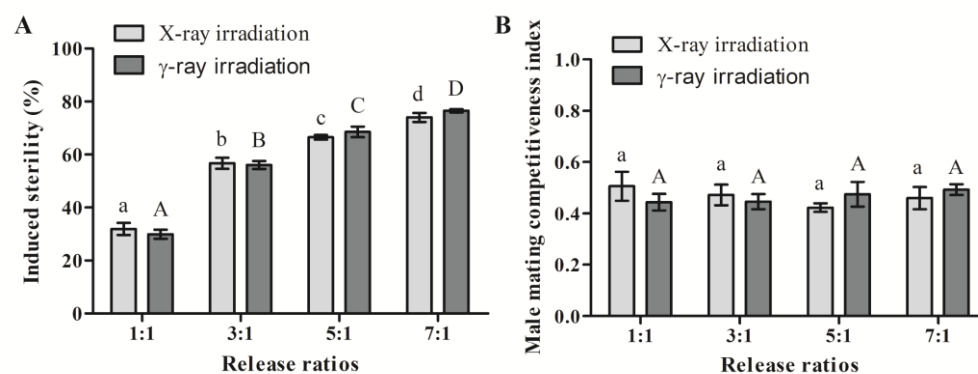 A
X-ray irradiation
γ-ray irradiation
Induced sterility (%)
100
80
60
40
20
0
a
A
b
B
c
C
d
D
1:1
3:1
5:1
7:1
Release ratios
B
X-ray irradiation
γ-ray irradiation
Male mating competitiveness index
1.0
0.8
0.6
0.4
0.2
0.0
a
A
a
A
a
A
a
A
1:1
3:1
5:1
7:1
Release ratios